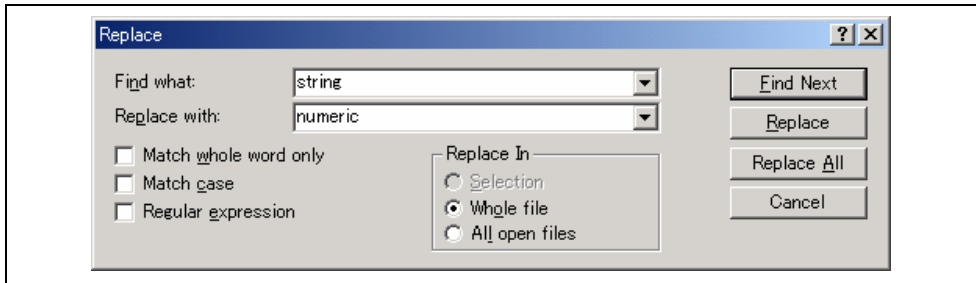 Replace
Find what: string
Replace with: numeric
Find Next
Replace
Replace All
Cancel
Match whole word only
Match case
Regular expression
Replace In
Selection
Whole file
All open files